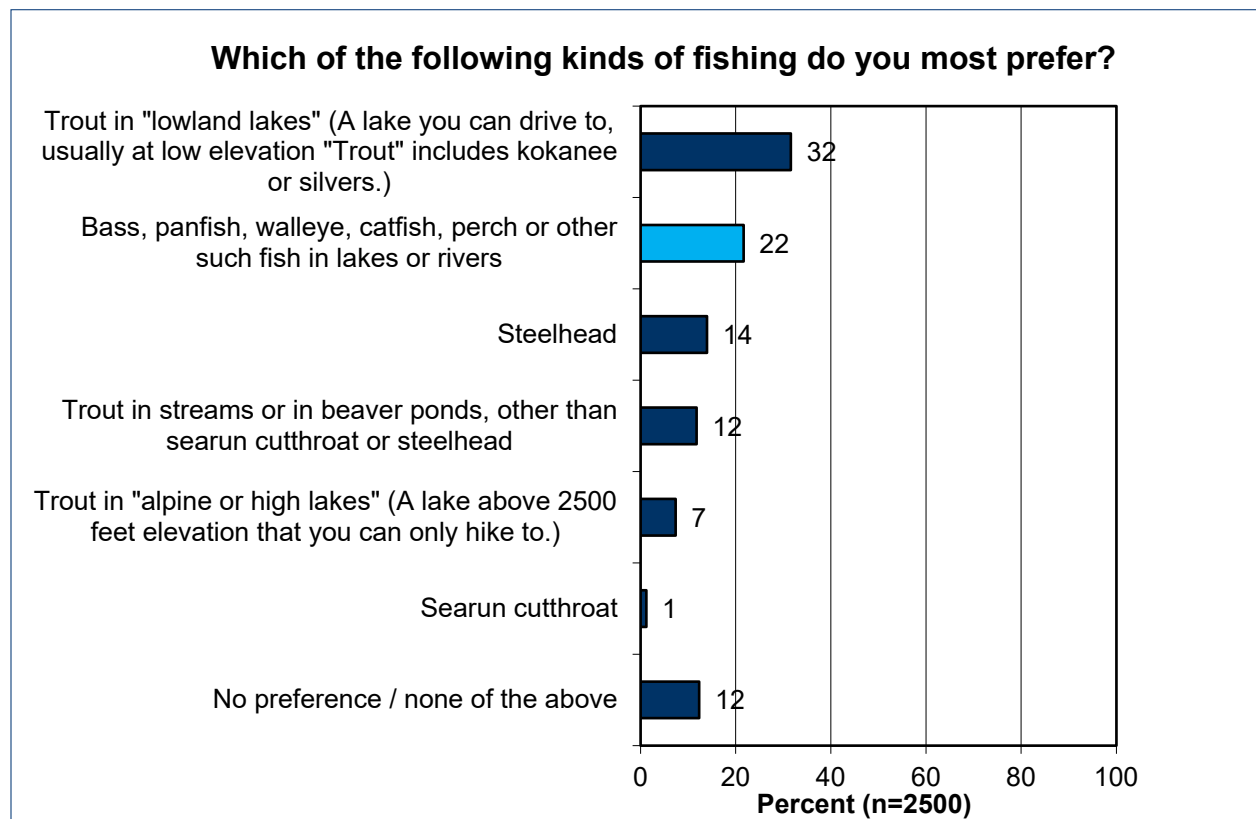 Which of the following kinds of fishing do you most prefer?
Trout in "lowland lakes" (A lake you can drive to,
usually at low elevation "Trout" includes kokanee
or silvers.)
32
Bass, panfish, walleye, catfish, perch or other
such fish in lakes or rivers
22
Steelhead
14
Trout in streams or in beaver ponds, other than
searun cutthroat or steelhead
12
Trout in "alpine or high lakes" (A lake above 2500
feet elevation that you can only hike to.)
7
Searun cutthroat
1
No preference / none of the above
12
0 20 40 60 80 100
Percent (n=2500)